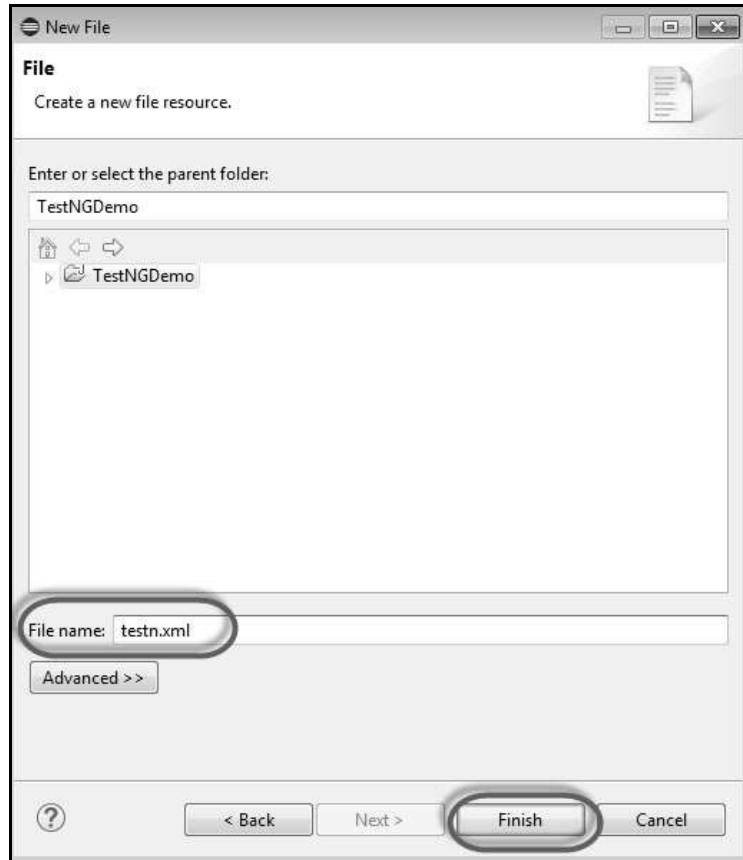 New File
File
Create a new file resource.
Enter or select the parent folder:
TestNGDemo
TestNGDemo
File name: testn.xml
Advanced >>
? < Back Next > Finish Cancel